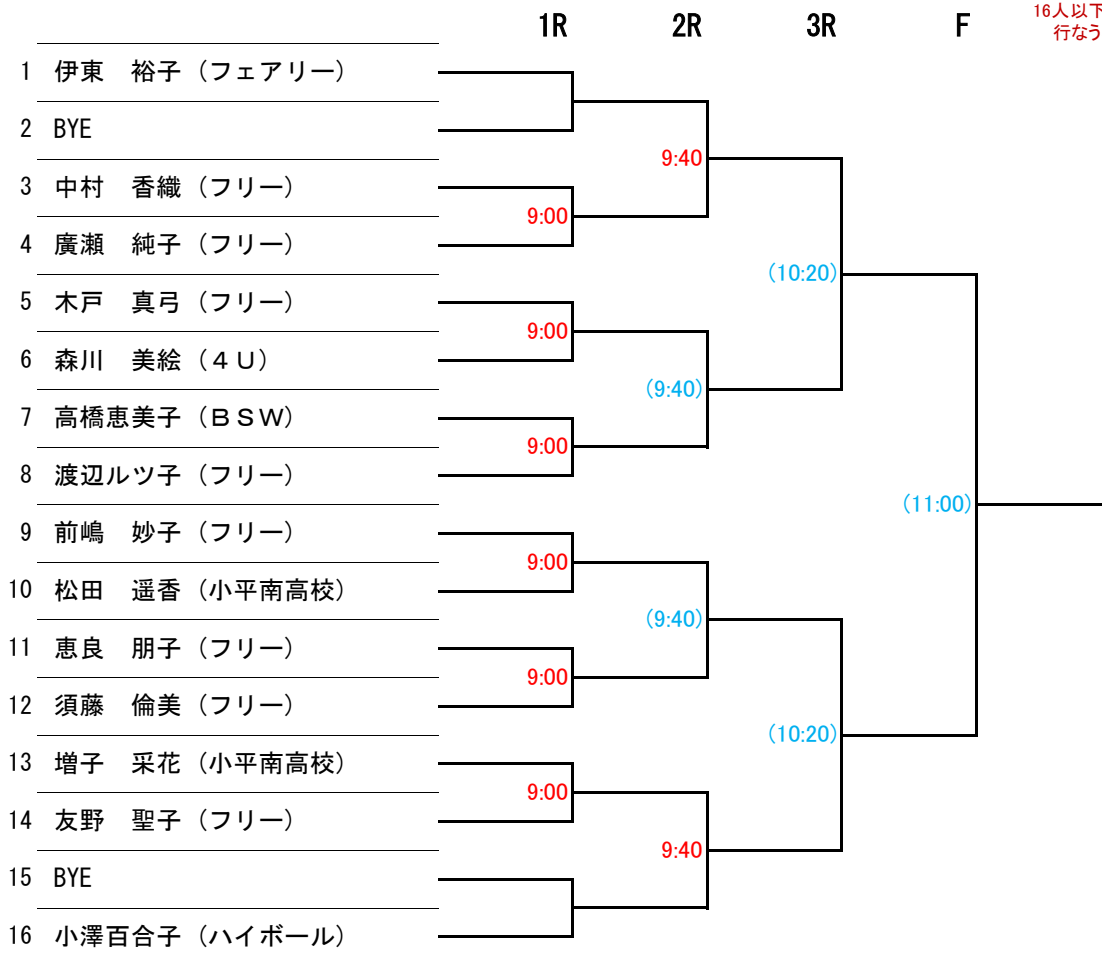 16人以下
1R 2R 3R F
行なう
1 伊東　裕子（フェアリー）
2 BYE
9:40
3 中村　香織（フリー）
9:00
4 廣瀬　純子（フリー）
(10:20)
5 木戸　真弓（フリー）
9:00
6 森川　美絵（４Ｕ）
(9:40)
7 高橋恵美子（ＢＳＷ）
9:00
8 渡辺ルツ子（フリー）
(11:00)
9 前嶋　妙子（フリー）
9:00
10 松田　遥香（小平南高校）
(9:40)
11 恵良　朋子（フリー）
9:00
12 須藤　倫美（フリー）
(10:20)
13 増子　采花（小平南高校）
9:00
14 友野　聖子（フリー）
9:40
15 BYE
16 小澤百合子（ハイボール）